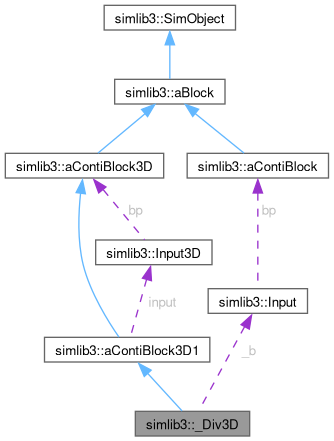 simlib3::SimObject
simlib3::aBlock
simlib3::aContiBlock3D
simlib3::aContiBlock
bp
bp
simlib3::Input3D
input
simlib3::Input
simlib3::aContiBlock3D1
_b
simlib3::_Div3D